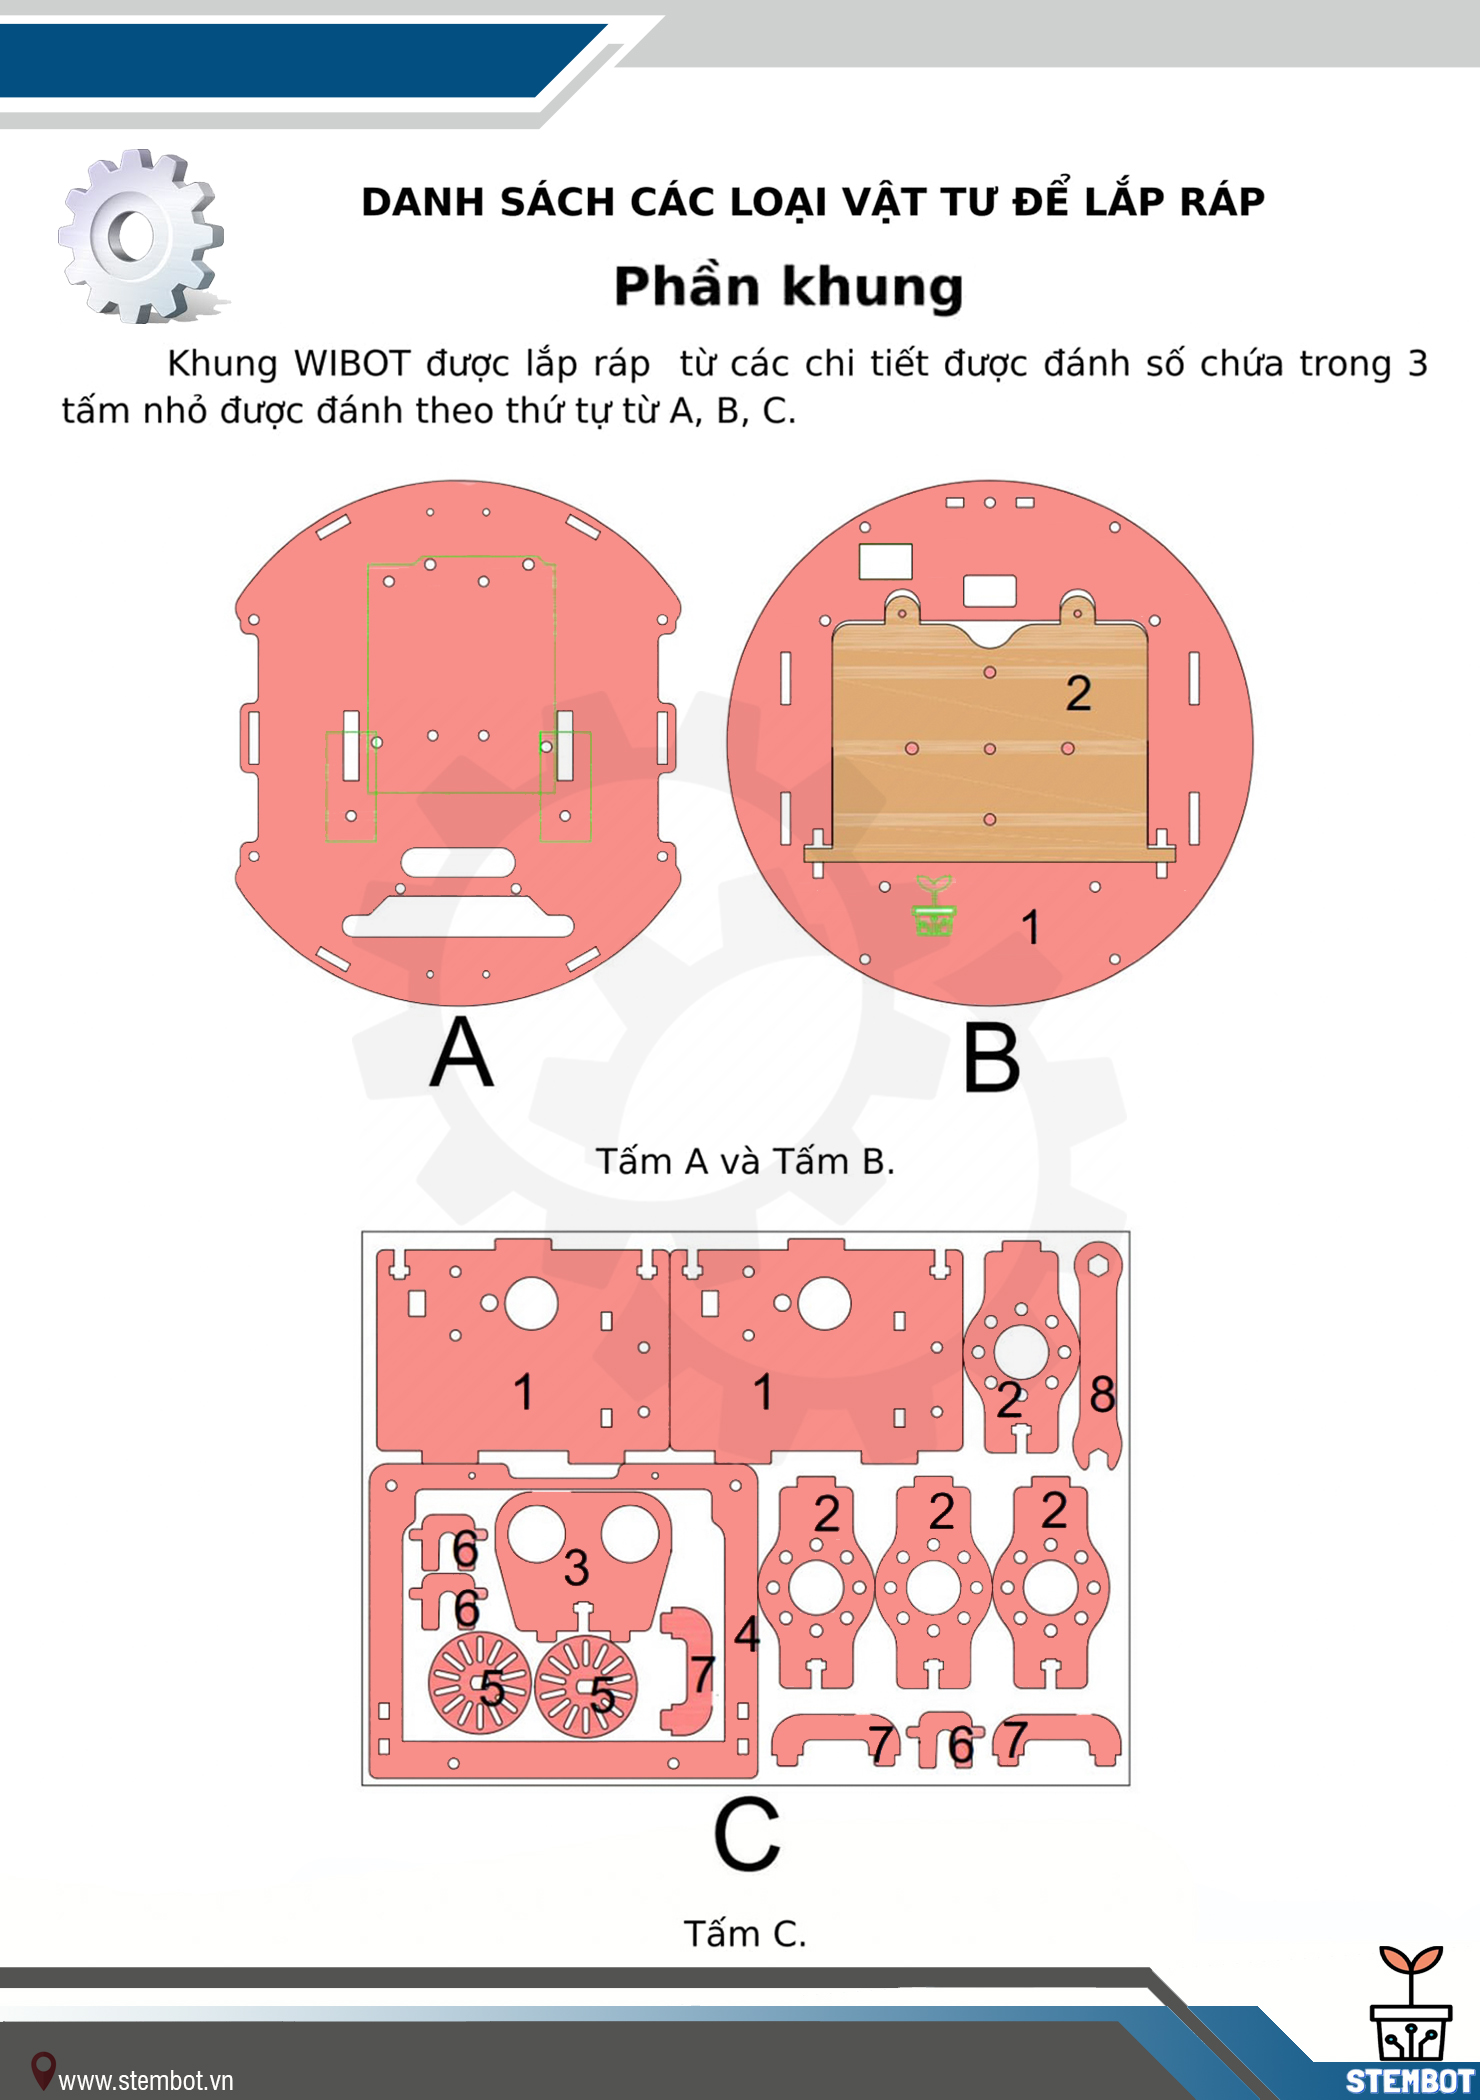 DANH SÁCH CÁC LOẠI VẬT TƯ ĐỂ LẮP RÁP
Phần khung
Khung WIBOT được lắp ráp từ các chi tiết được đánh số chứa trong 3
tấm nhỏ được đánh theo thứ tự từ A, B, C.
2
1
A
B
Tấm A và Tấm B.
1
1
2
8
2
2
2
6
3
6
4
5
5
7
7
6
7
C
Tấm C.
www.stembot.vn
STEMBOT